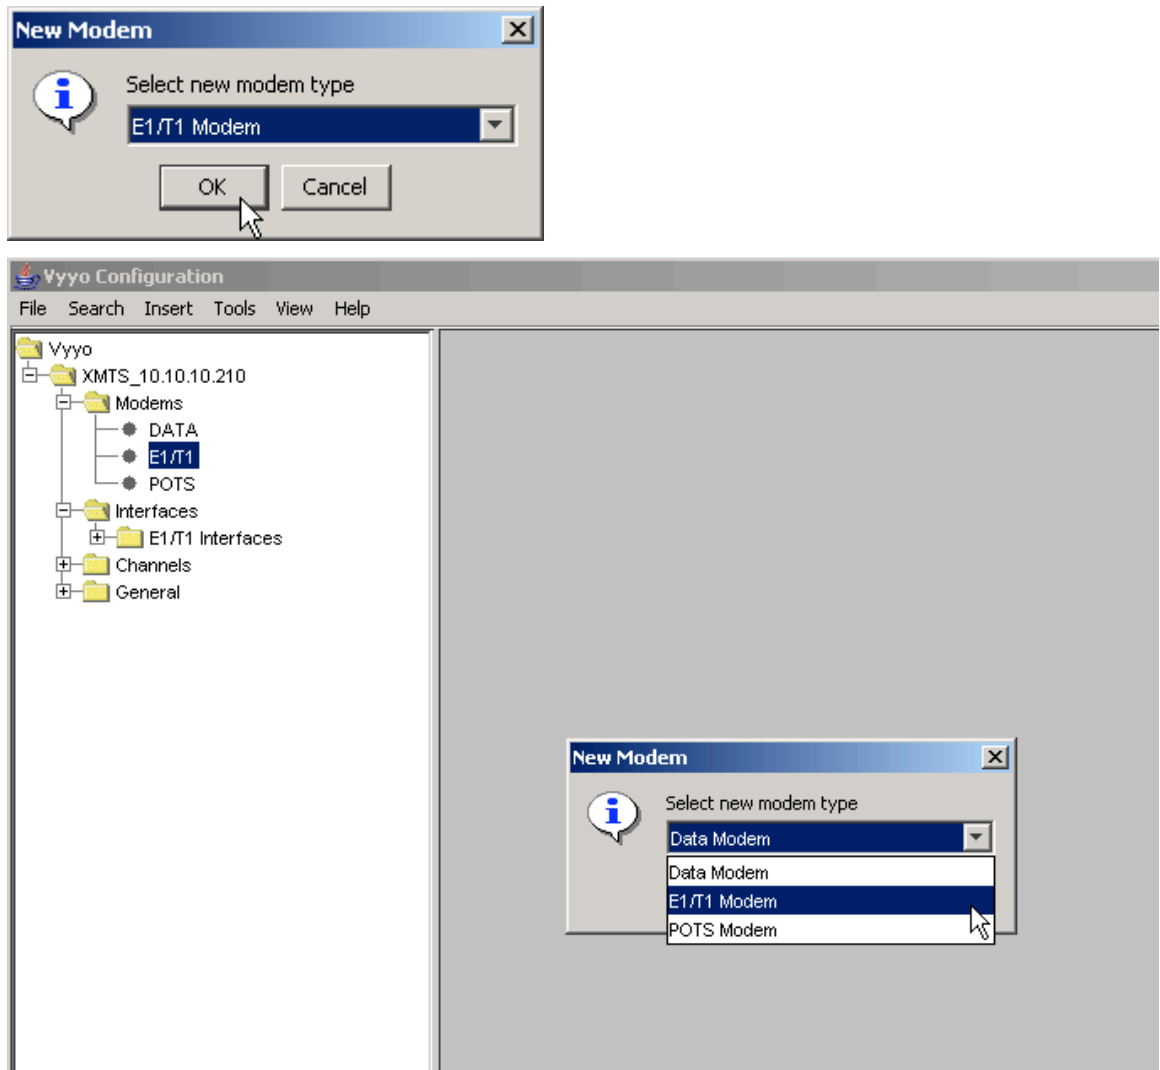 New Modem
Select new modem type
E1/T1 Modem
OK Cancel
Vyyo Configuration
File Search Insert Tools View Help
Vyyo
XMTS_10.10.10.210
Modems
DATA
E1/T1
POTS
Interfaces
E1/T1 Interfaces
Channels
General
New Modem
Select new modem type
Data Modem
Data Modem
E1/T1 Modem
POTS Modem